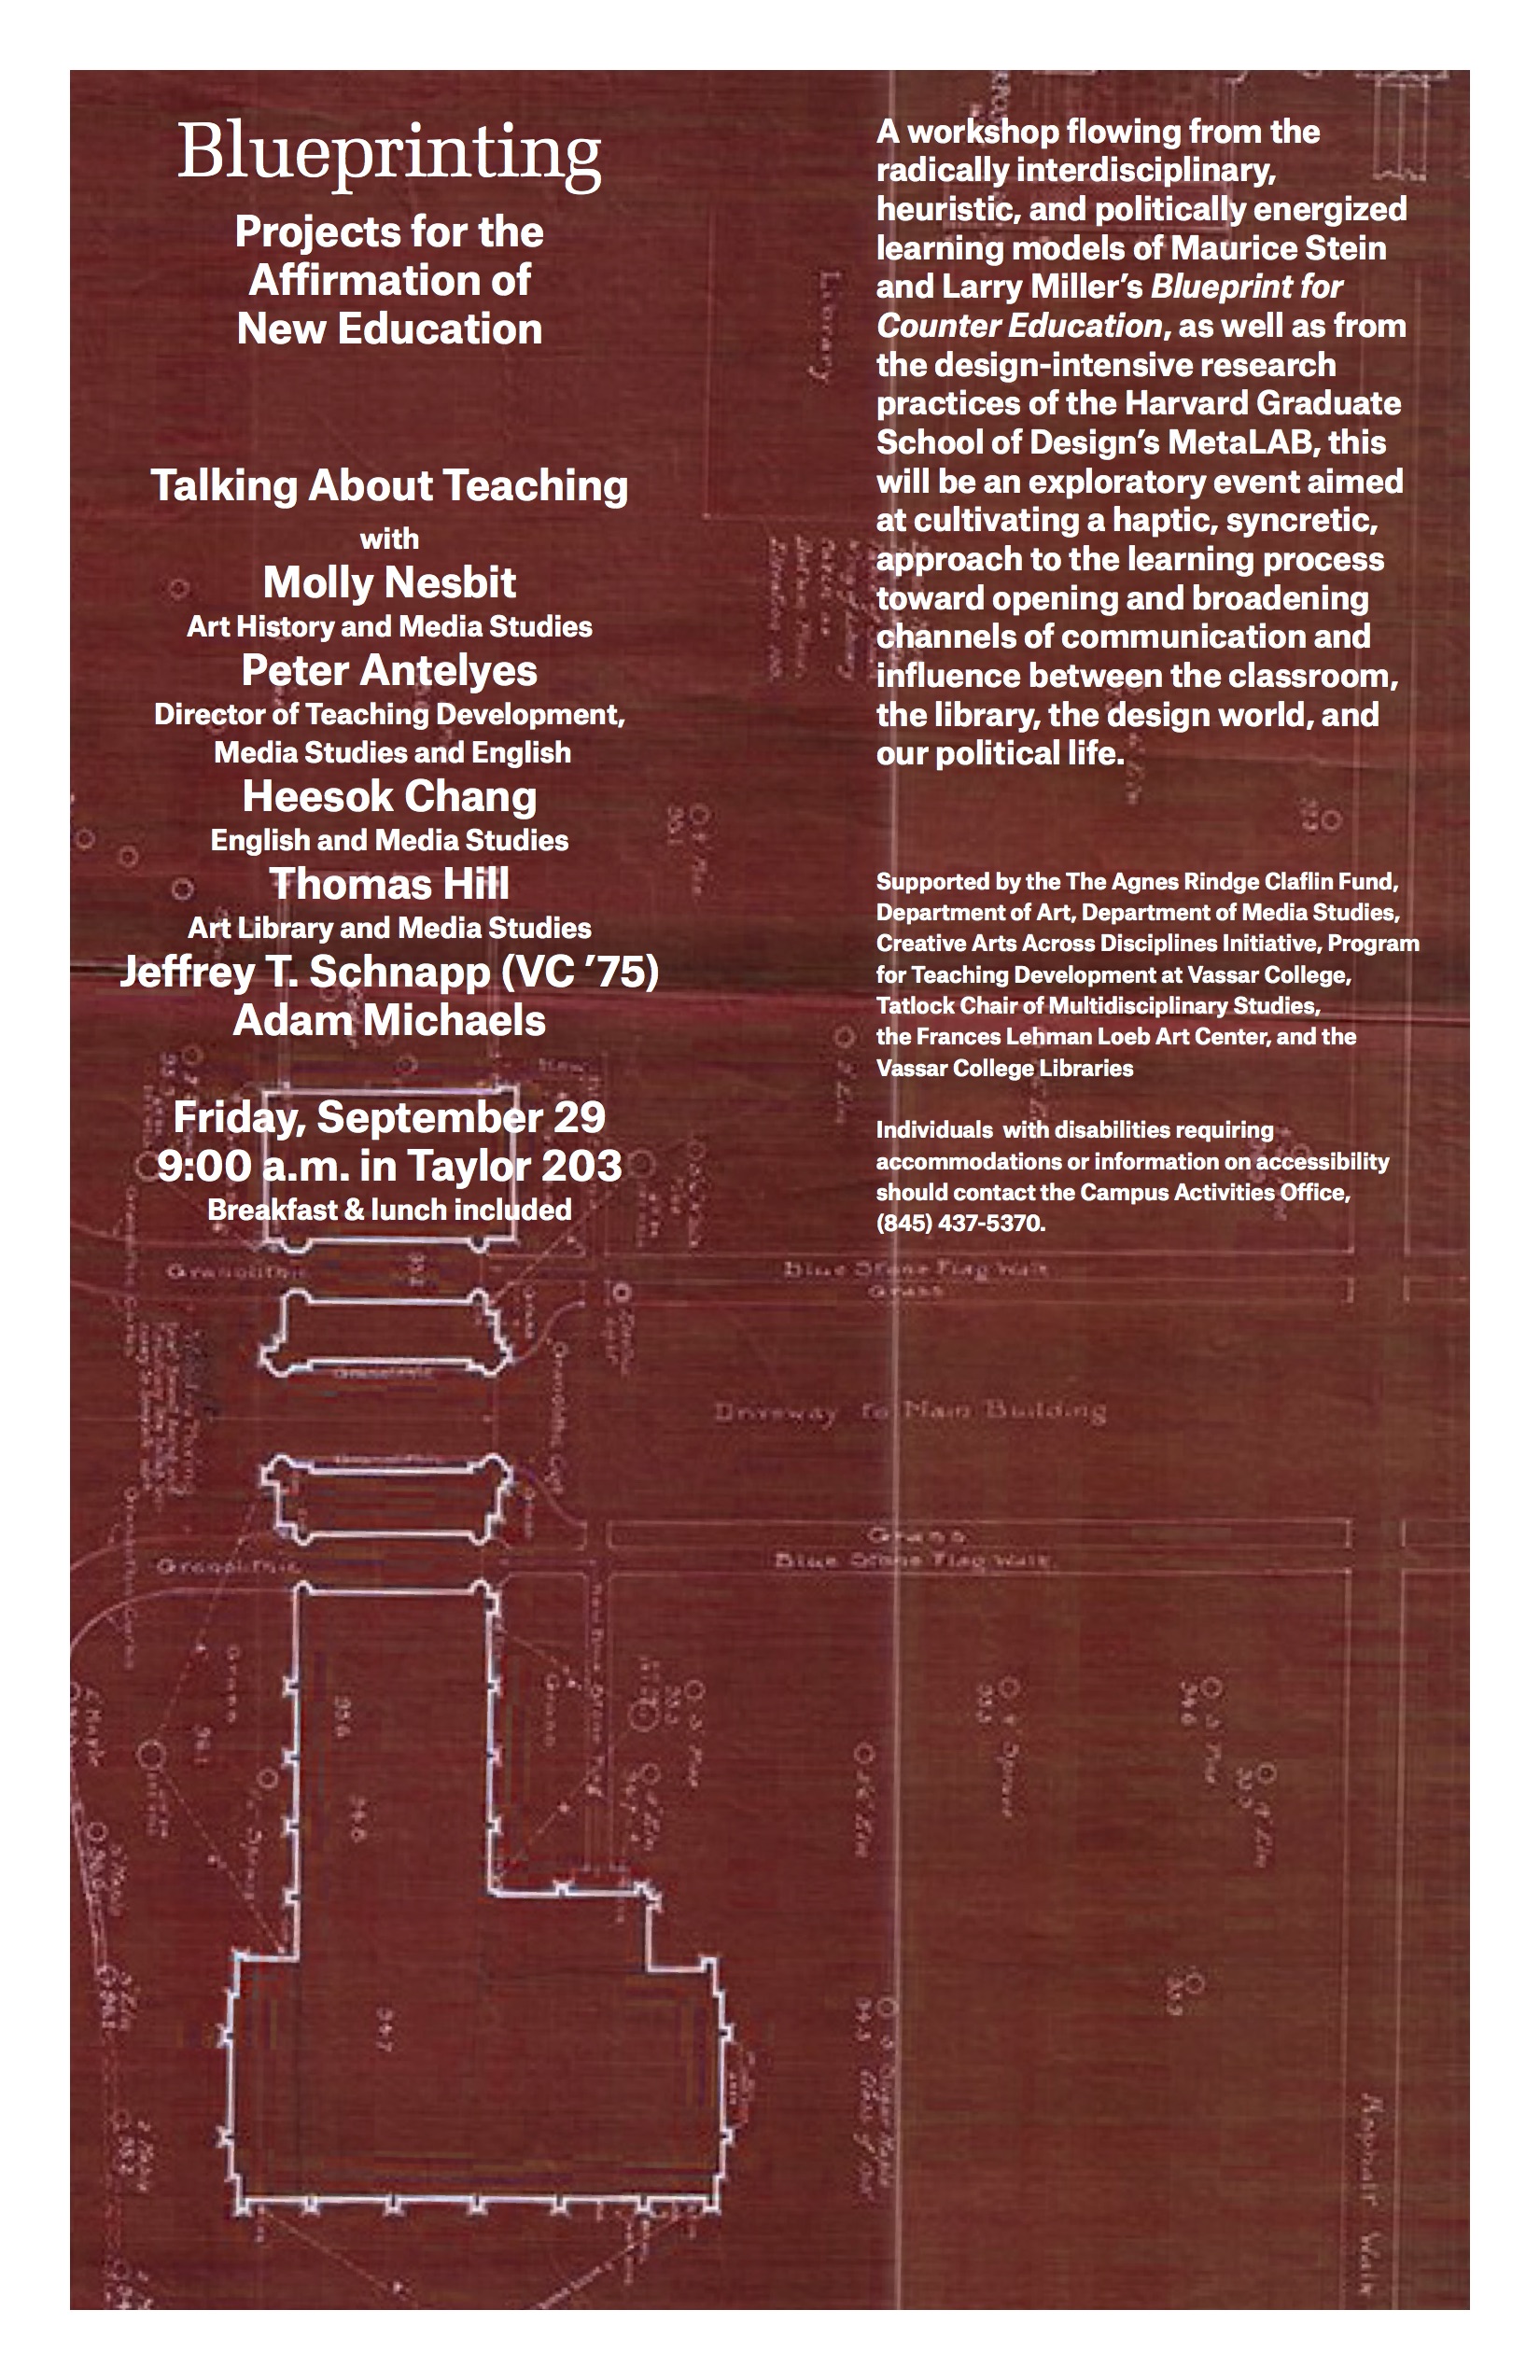 Blueprinting
Projects for the
Affirmation of
New Education
Talking About Teaching
with
Molly Nesbit
Art History and Media Studies
Peter Antelyes
Director of Teaching Development,
Media Studies and English
Heesok Chang
English and Media Studies
Thomas Hill
Art Library and Media Studies
Jeffrey T. Schnapp (VC ’75)
Adam Michaels
Friday, September 29
9:00 a.m. in Taylor 203
Breakfast & lunch included
A workshop flowing from the
radically interdisciplinary,
heuristic, and politically energized
learning models of Maurice Stein
and Larry Miller’s Blueprint for
Counter Education, as well as from
the design-intensive research
practices of the Harvard Graduate
School of Design’s MetaLAB, this
will be an exploratory event aimed
at cultivating a haptic, syncretic,
approach to the learning process
toward opening and broadening
channels of communication and
influence between the classroom,
the library, the design world, and
our political life.
Supported by the The Agnes Rindge Claflin Fund,
Department of Art, Department of Media Studies,
Creative Arts Across Disciplines Initiative, Program
for Teaching Development at Vassar College,
Tatlock Chair of Multidisciplinary Studies,
the Frances Lehman Loeb Art Center, and the
Vassar College Libraries
Individuals with disabilities requiring
accommodations or information on accessibility
should contact the Campus Activities Office,
(845) 437-5370.
Library
Granolithic
Blue Stone Flag Walk
Grass
Driveway to Main Building
Grass
Blue Stone Flag Walk
Granolithic
34.7
Asphalt Walk